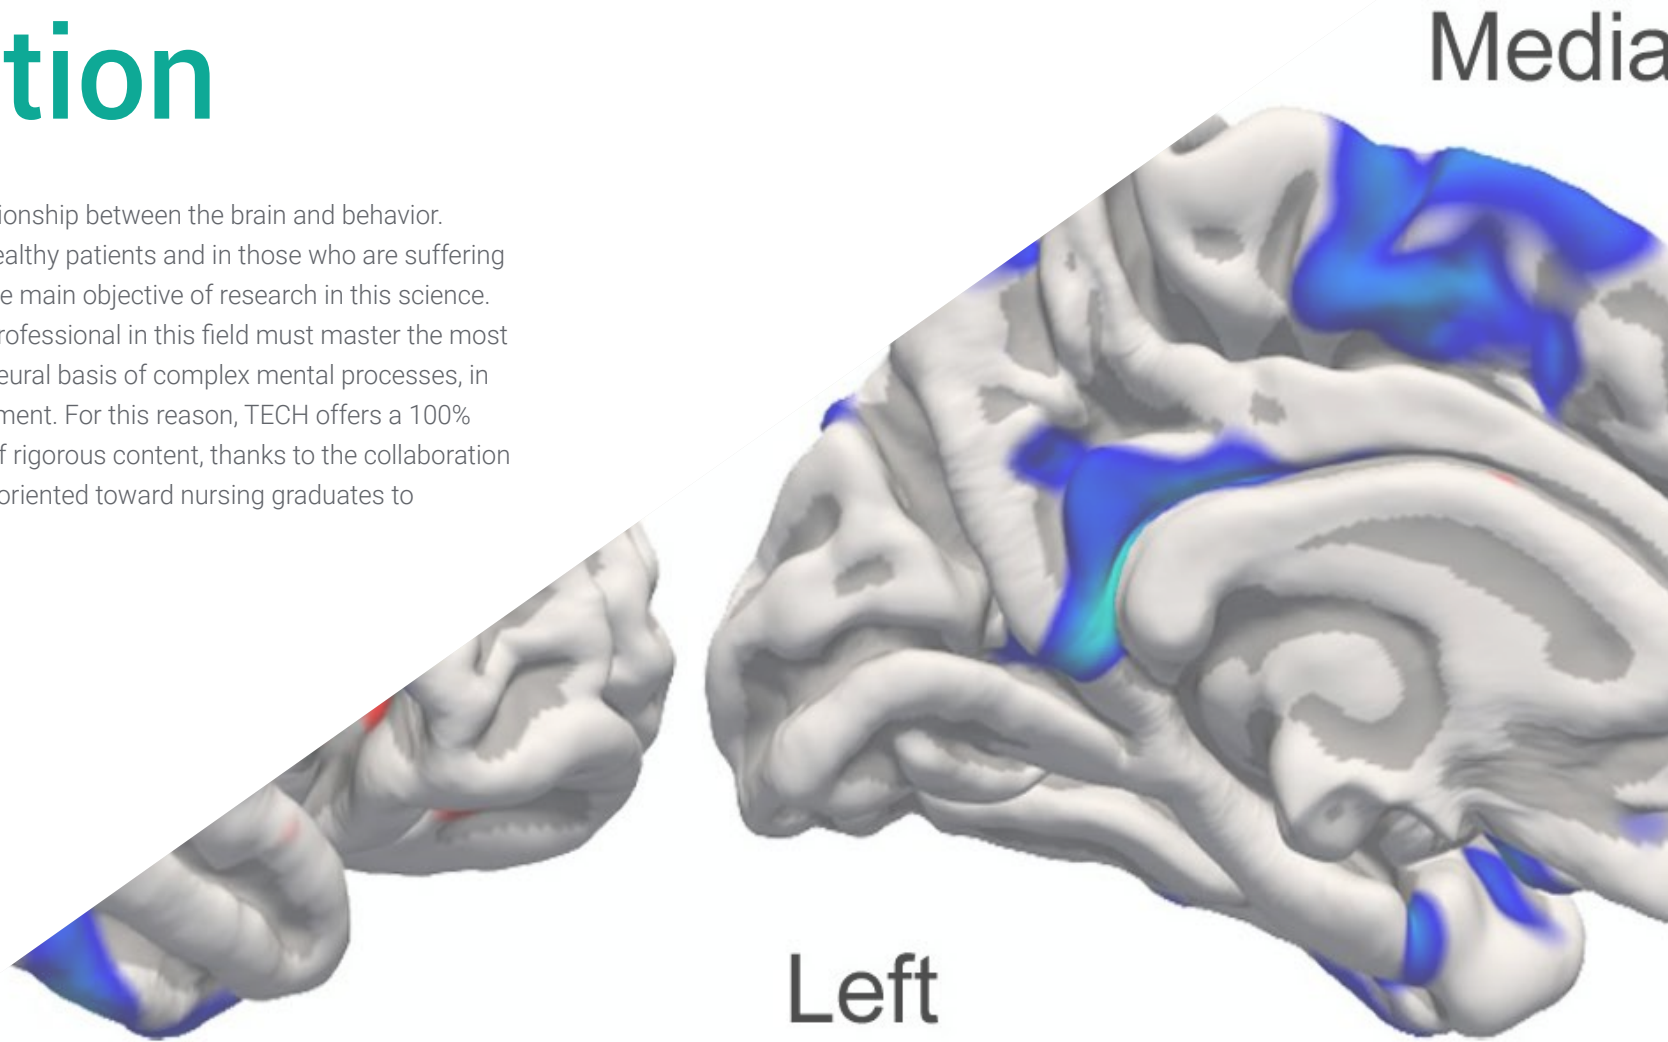 tion
Media
ionship between the brain and behavior.
ealthy patients and in those who are suffering
e main objective of research in this science.
rofessional in this field must master the most
eural basis of complex mental processes, in
ment. For this reason, TECH offers a 100%
f rigorous content, thanks to the collaboration
oriented toward nursing graduates to
Left